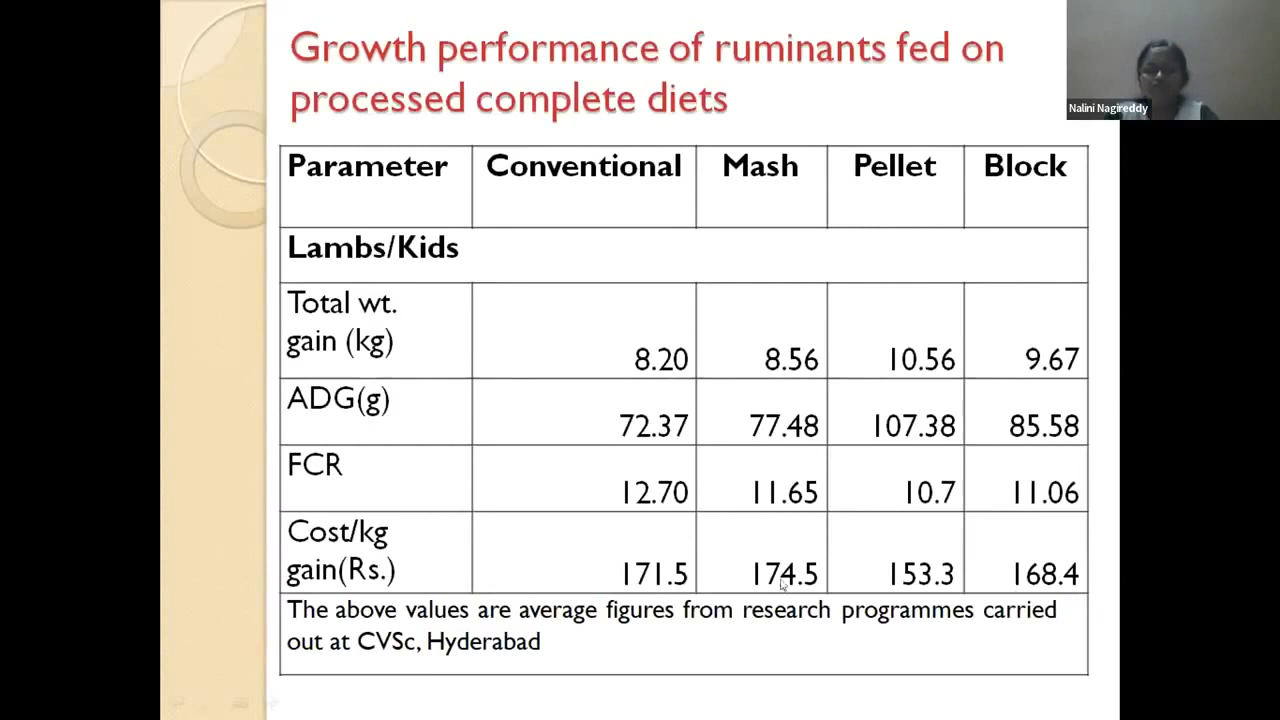 Growth performance of ruminants fed on
processed complete diets
Nalini Nagireddy
Parameter Conventional Mash Pellet Block
Lambs/Kids
Total wt.
gain (kg) 8.20 8.56 10.56 9.67
ADG(g) 72.37 77.48 107.38 85.58
FCR 12.70 11.65 10.7 11.06
Cost/kg
gain(Rs.) 171.5 174.5 153.3 168.4
The above values are average figures from research programmes carried
out at CVSc, Hyderabad